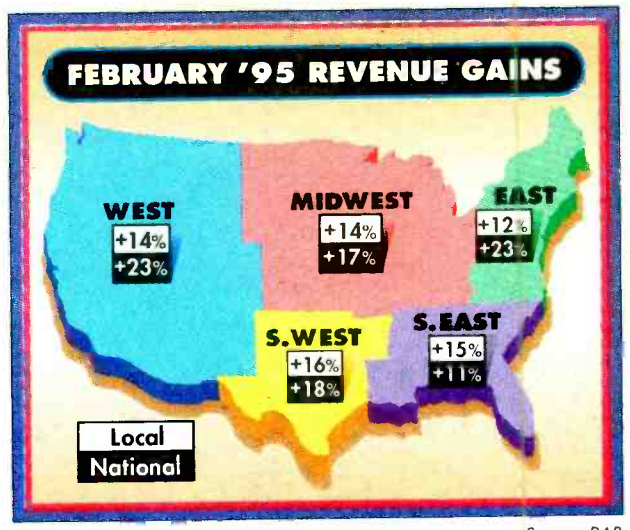 FEBRUARY '95 REVENUE GAINS
WEST
+14%
+23%
MIDWEST
+14%
+17%
EAST
+12%
+23%
S.WEST
+16%
+18%
S.EAST
+15%
+11%
Local
National